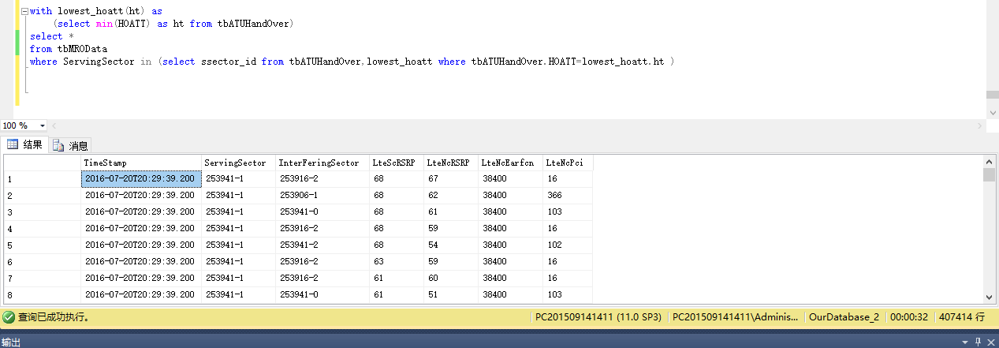 with lowest_hoatt(ht) as
(select min(HOATT) as ht from tbATUHandOver)
select *
from tbMROData
where ServingSector in (select ssector_id from tbATUHandOver,lowest_hoatt where tbATUHandOver.HOATT=lowest_hoatt.ht )
100 %
结果 消息
TimeStamp ServingSector InterFeringSector LteScRSRP LteNcRSRP LteNcEarfcn LteNcPci
1 2016-07-20T20:29:39.200 253941-1 253916-2 68 67 38400 16
2 2016-07-20T20:29:39.200 253941-1 253906-1 68 62 38400 366
3 2016-07-20T20:29:39.200 253941-1 253941-0 68 61 38400 103
4 2016-07-20T20:29:39.200 253941-1 253916-2 68 59 38400 16
5 2016-07-20T20:29:39.200 253941-1 253941-2 68 54 38400 102
6 2016-07-20T20:29:39.200 253941-1 253916-2 63 59 38400 16
7 2016-07-20T20:29:39.200 253941-1 253916-2 61 60 38400 16
8 2016-07-20T20:29:39.200 253941-1 253941-0 61 51 38400 103
查询已成功执行。 PC201509141411 (11.0 SP3) PC201509141411\Adminis... OurDatabase_2 00:00:32 407414 行
输出